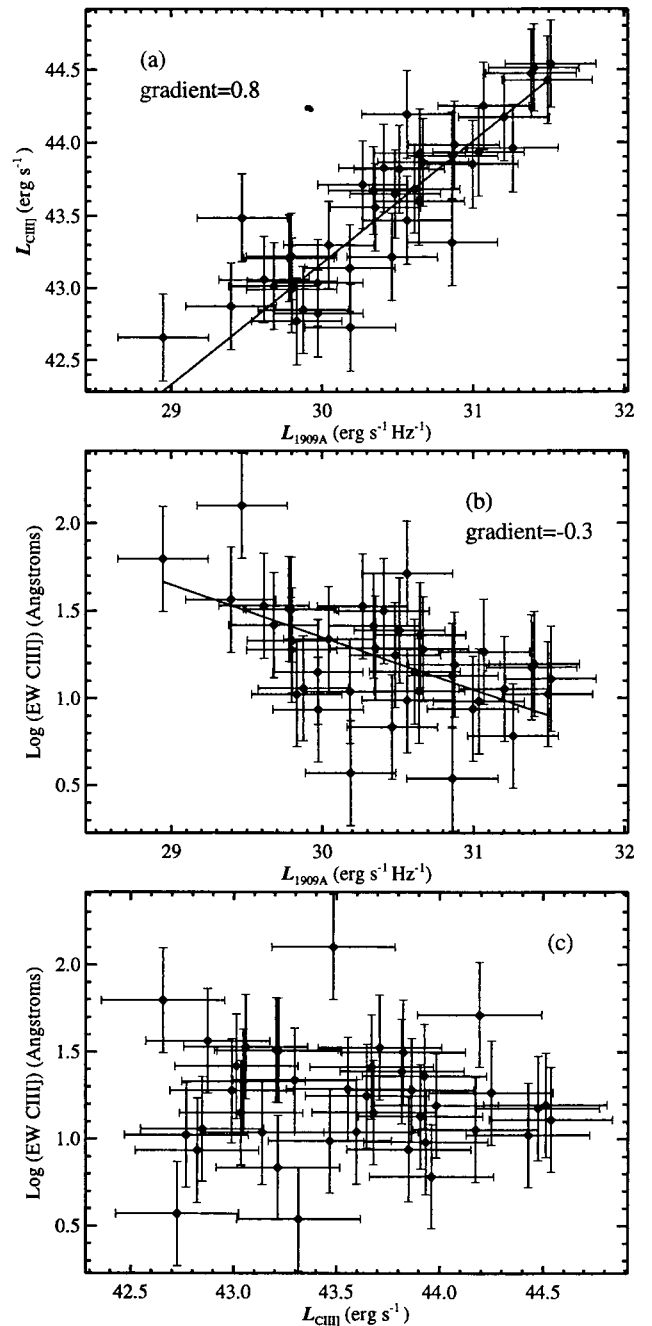 (a)
gradient=0.8
44.5
44.0
43.5
43.0
42.5
L_CIII] (erg s⁻¹)
29
30
31
32
L_1909A (erg s⁻¹ Hz⁻¹)
(b)
gradient=-0.3
2.0
1.5
1.0
0.5
Log (EW CIII]) (Angstroms)
29
30
31
32
L_1909A (erg s⁻¹ Hz⁻¹)
(c)
2.0
1.5
1.0
0.5
Log (EW CIII]) (Angstroms)
42.5
43.0
43.5
44.0
44.5
L_CIII] (erg s⁻¹)